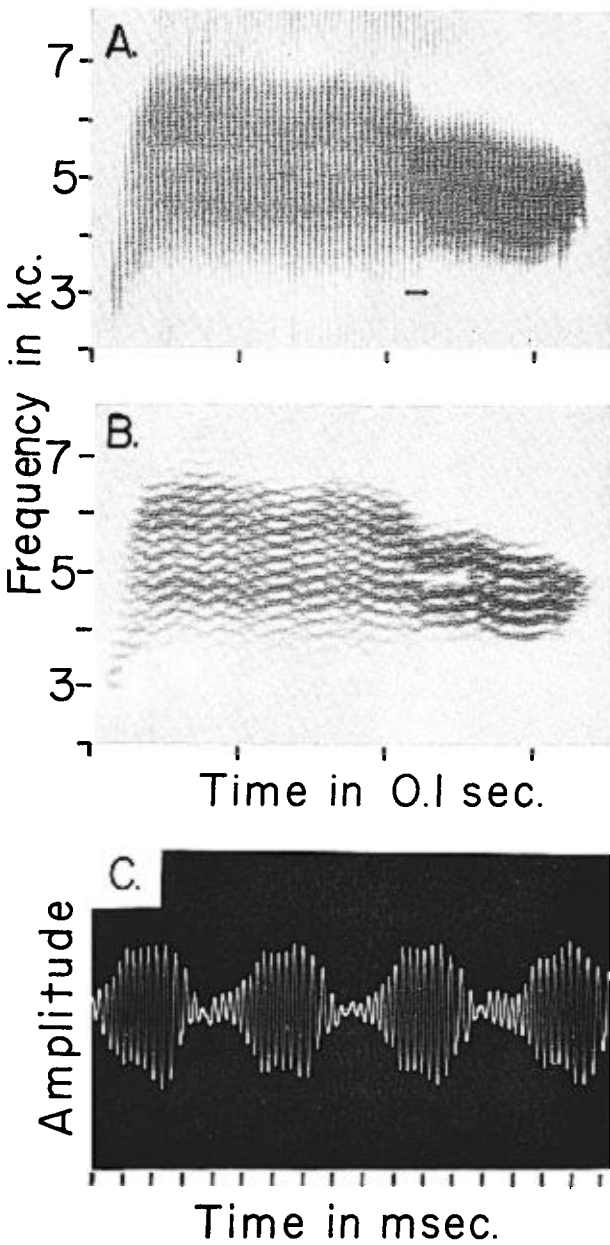 A.
7
5
3
Frequency in kc.
B.
7
5
3
Time in 0.1 sec.
C.
Amplitude
Time in msec.